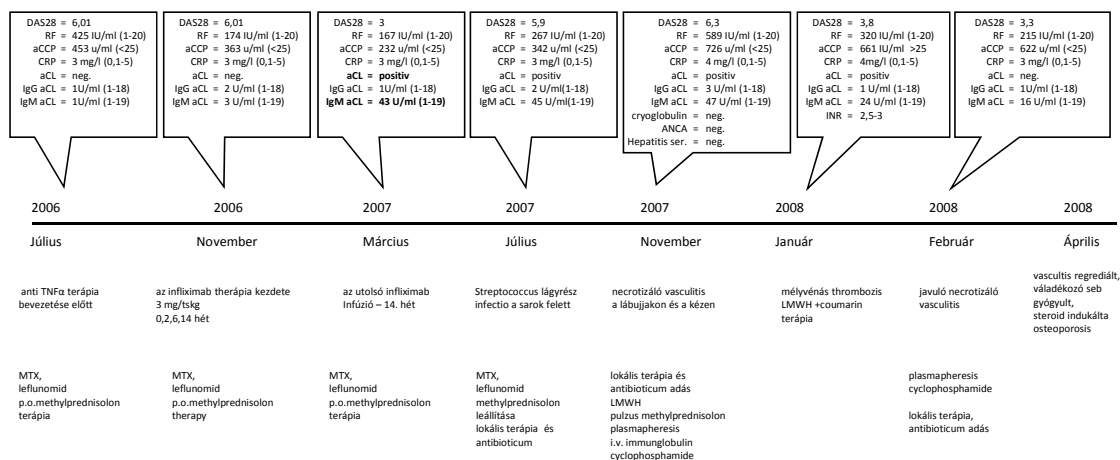 DAS28 = 6,01
RF = 425 IU/ml (1-20)
aCCP = 453 u/ml (<25)
CRP = 3 mg/l (0,1-5)
aCL = neg.
IgG aCL = 1U/ml (1-18)
IgM aCL = 1U/ml (1-19)
DAS28 = 6,01
RF = 174 IU/ml (1-20)
aCCP = 363 u/ml (<25)
CRP = 3 mg/l (0,1-5)
aCL = neg.
IgG aCL = 2 U/ml (1-18)
IgM aCL = 3 U/ml (1-19)
DAS28 = 3
RF = 167 IU/ml (1-20)
aCCP = 232 u/ml (<25)
CRP = 3 mg/l (0,1-5)
aCL = positiv
IgG aCL = 1U/ml (1-18)
IgM aCL = 43 U/ml (1-19)
DAS28 = 5,9
RF = 267 IU/ml (1-20)
aCCP = 342 u/ml (<25)
CRP = 3 mg/l (0,1-5)
aCL = positiv
IgG aCL = 2 U/ml(1-18)
IgM aCL = 45 U/ml(1-19)
DAS28 = 6,3
RF = 589 IU/ml (1-20)
aCCP = 726 u/ml (<25)
CRP = 4 mg/l (0,1-5)
aCL = positiv
IgG aCL = 3 U/ml (1-18)
IgM aCL = 47 U/ml (1-19)
cryoglobulin = neg.
ANCA = neg.
Hepatitis ser. = neg.
DAS28 = 3,8
RF = 320 IU/ml (1-20)
aCCP = 661 IU/ml >25
CRP = 4mg/l (0,1-5)
aCL = positiv
IgG aCL = 1 U/ml (1-18)
IgM aCL = 24 U/ml (1-19)
INR = 2,5-3
DAS28 = 3,3
RF = 215 IU/ml (1-20)
aCCP = 622 u/ml (<25)
CRP = 3 mg/l (0,1-5)
aCL = neg.
IgG aCL = 1U/ml (1-18)
IgM aCL = 16 U/ml (1-19)
2006 2006 2007 2007 2007 2008 2008 2008
Július November Március Július November Január Február Április
anti TNFα terápia
bevezetése előtt
az infliximab therápia kezdete
3 mg/tskg
0,2,6,14 hét
az utolsó infliximab
Infúzió – 14. hét
Streptococcus lágyrész
infectio a sarok felett
necrotizáló vasculitis
a lábujjakon és a kézen
mélyvénás thrombozis
LMWH +coumarin
terápia
javuló necrotizáló
vasculitis
vascultis regrediált,
váladékozó seb
gyógyult,
steroid indukálta
osteoporosis
MTX,
leflunomid
p.o.methylprednisolon
terápia
MTX,
leflunomid
p.o.methylprednisolon
therapy
MTX,
leflunomid
p.o.methylprednisolon
terápia
MTX,
leflunomid
methylprednisolon
leállítása
lokális terápia és
antibioticum
lokális terápia és
antibioticum adás
LMWH
pulzus methylprednisolon
plasmapheresis
i.v. immunglobulin
cyclophosphamide
plasmapheresis
cyclophosphamide
lokális terápia,
antibioticum adás